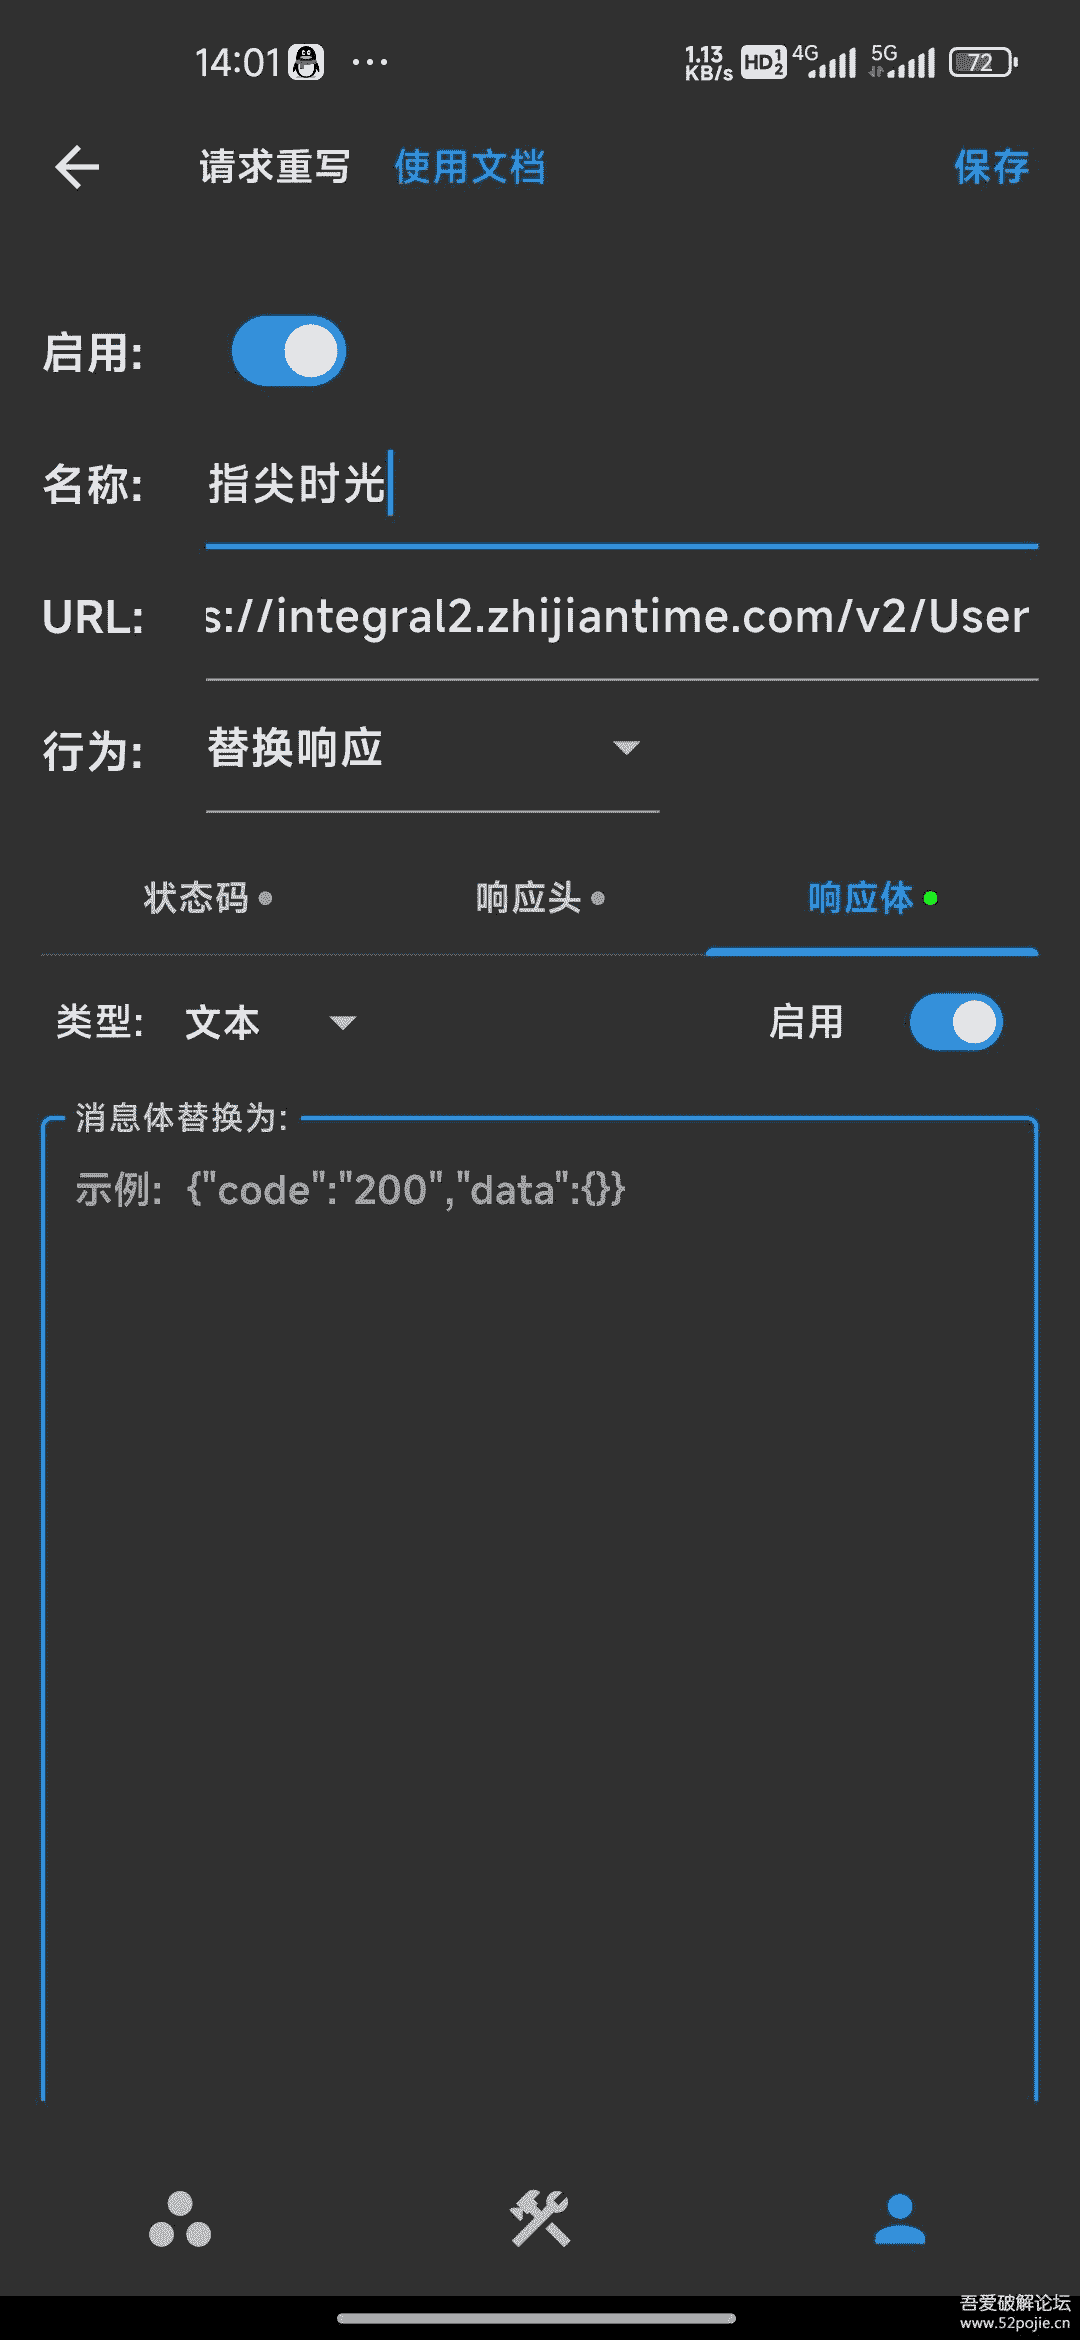 14:01 ··· 1.13 KB/s HD 1 2 4G 5G 72
请求重写 使用文档 保存
启用:
名称: 指尖时光
URL: s://integral2.zhijiantime.com/v2/User
行为: 替换响应
状态码 响应头 响应体
类型: 文本 启用
消息体替换为:
示例: {"code":"200","data":{}}
吾爱破解论坛
www.52pojie.cn